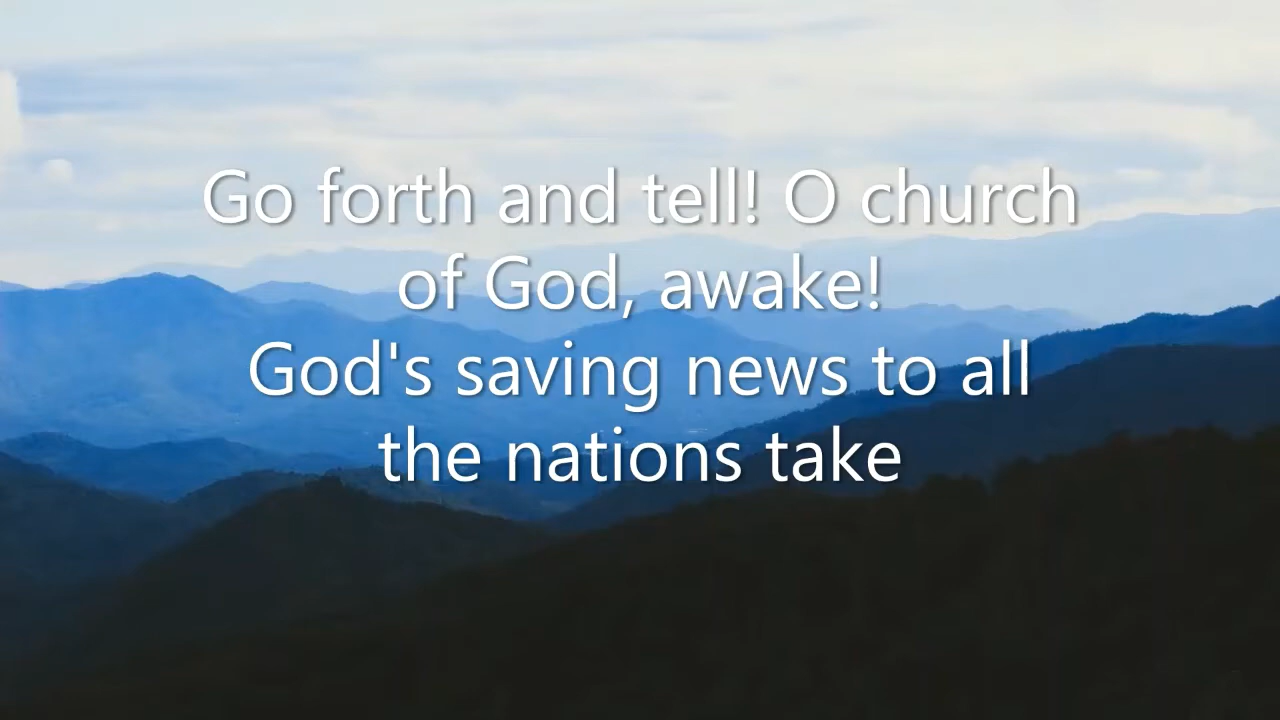 Go forth and tell! O church
of God, awake!
God's saving news to all
the nations take